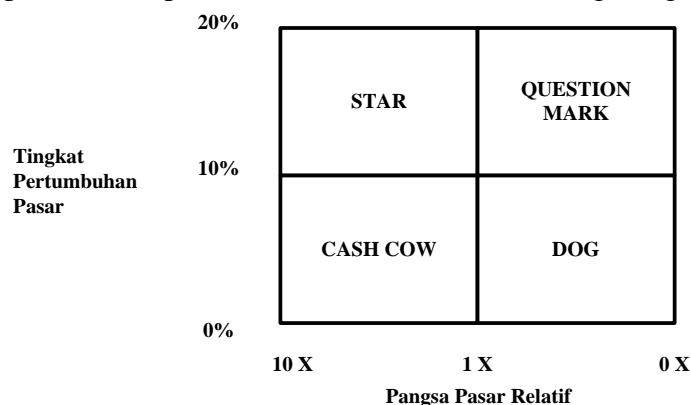 20%
STAR
QUESTION
MARK
Tingkat
Pertumbuhan
Pasar
10%
CASH COW
DOG
0%
10 X
1 X
0 X
Pangsa Pasar Relatif